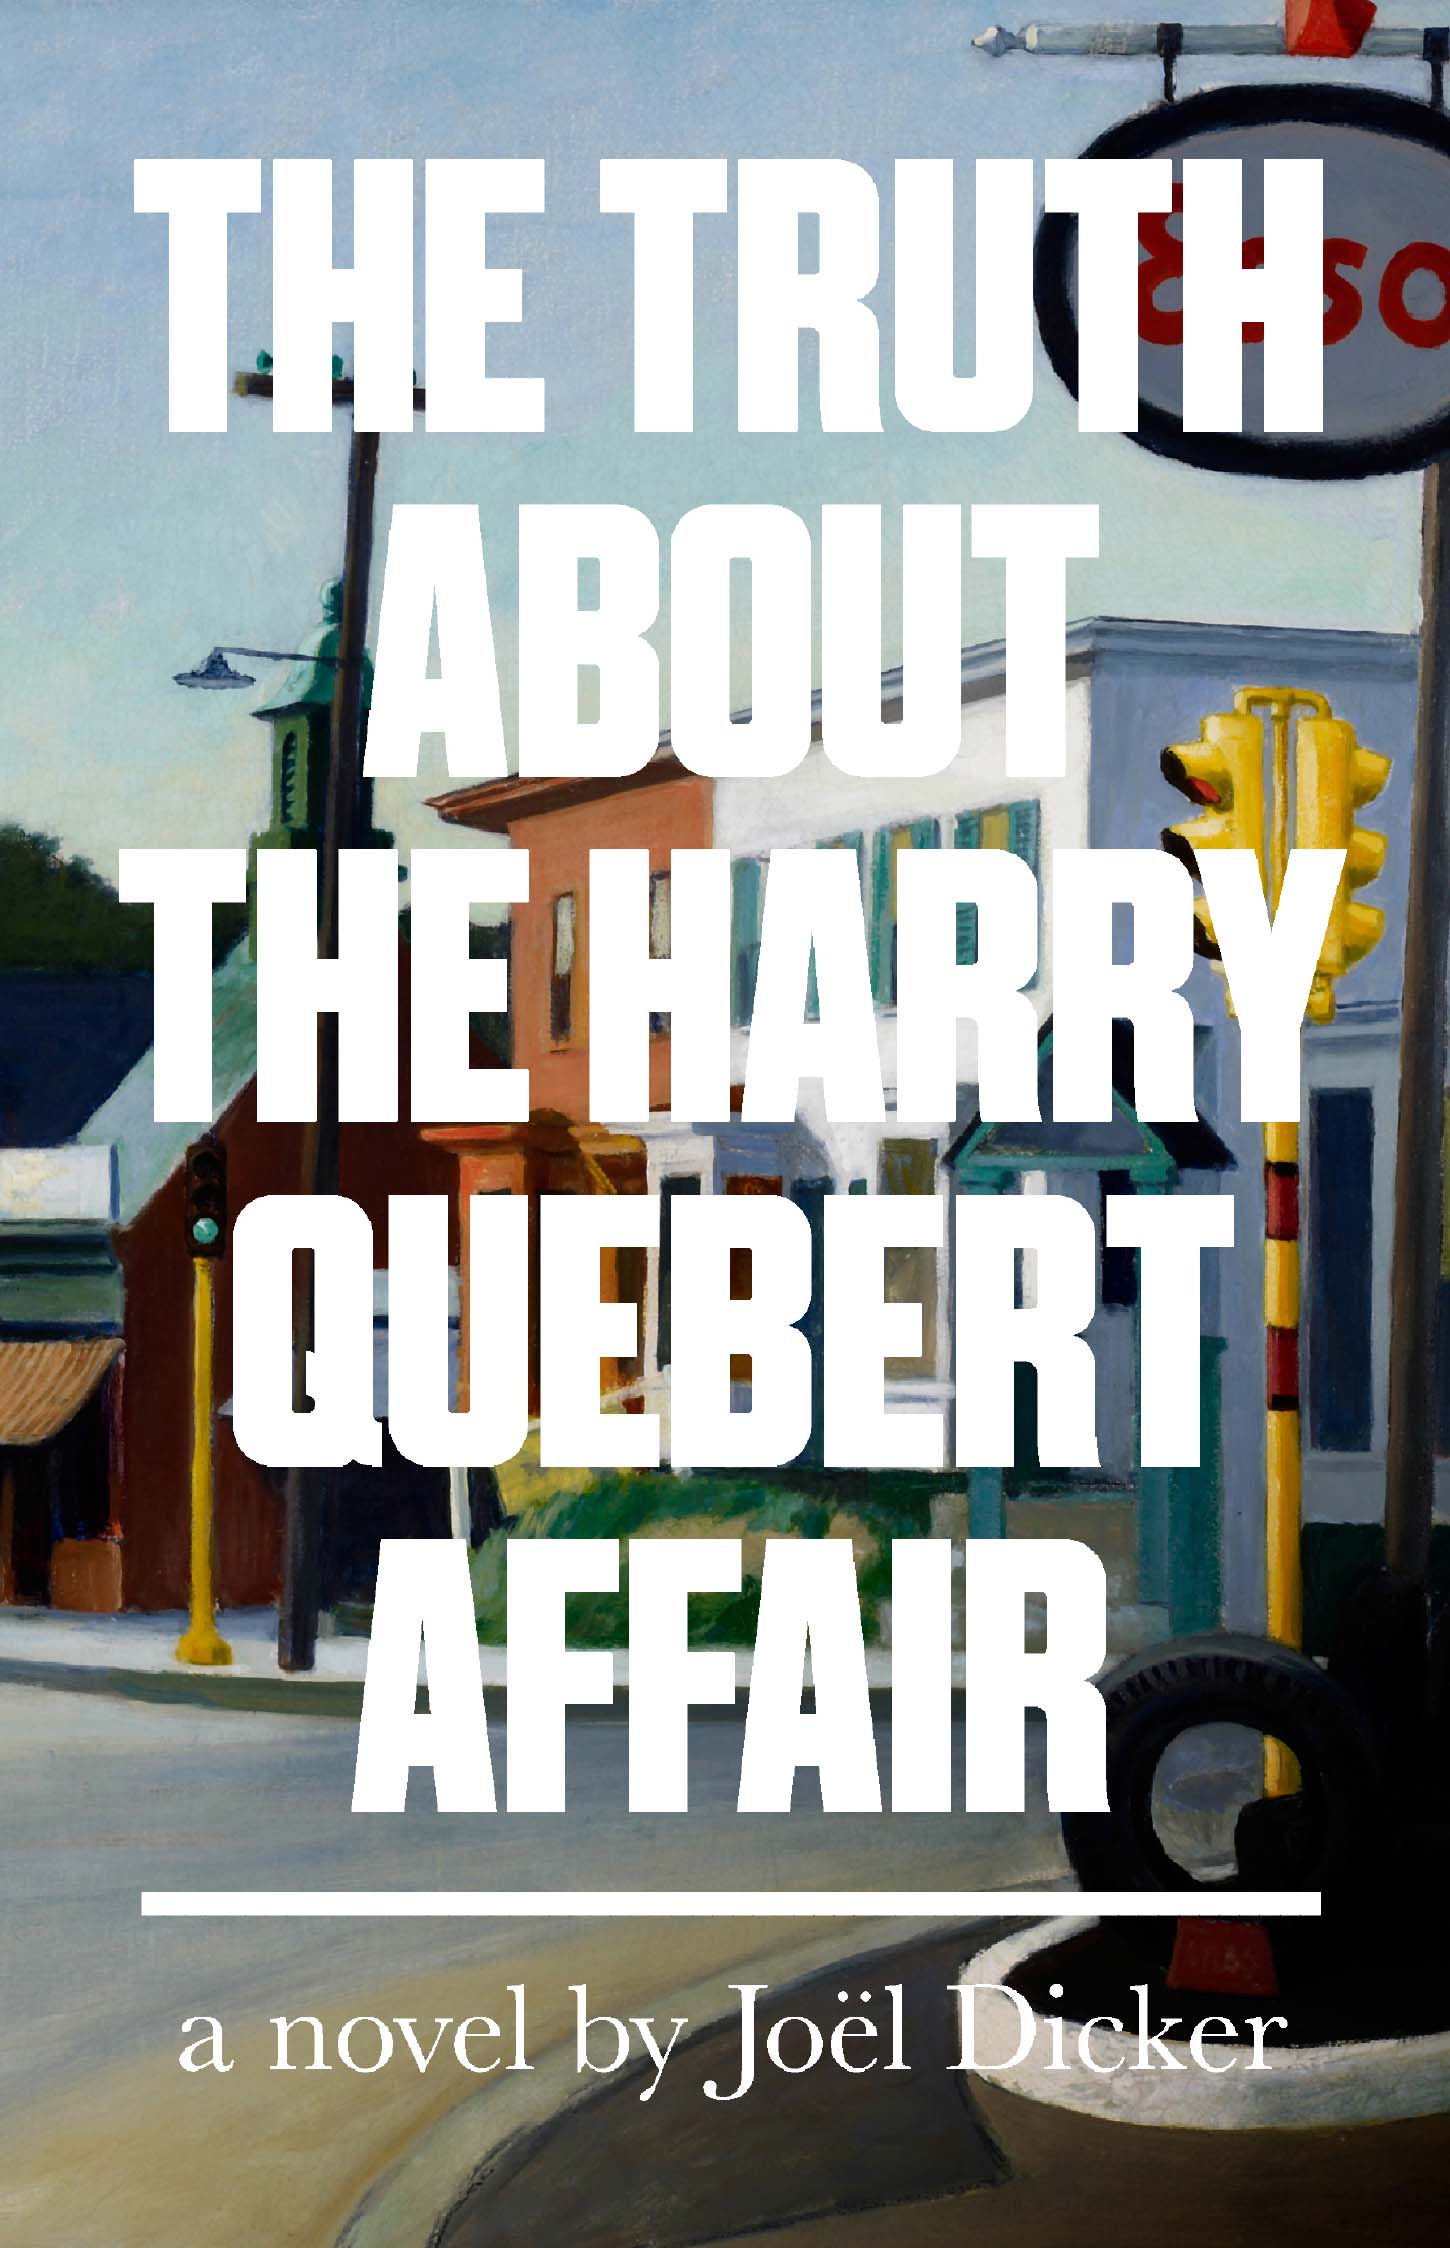 THE TRUTH
ABOUT
THE HARRY
QUEBERT
AFFAIR
a novel by Joël Dicker